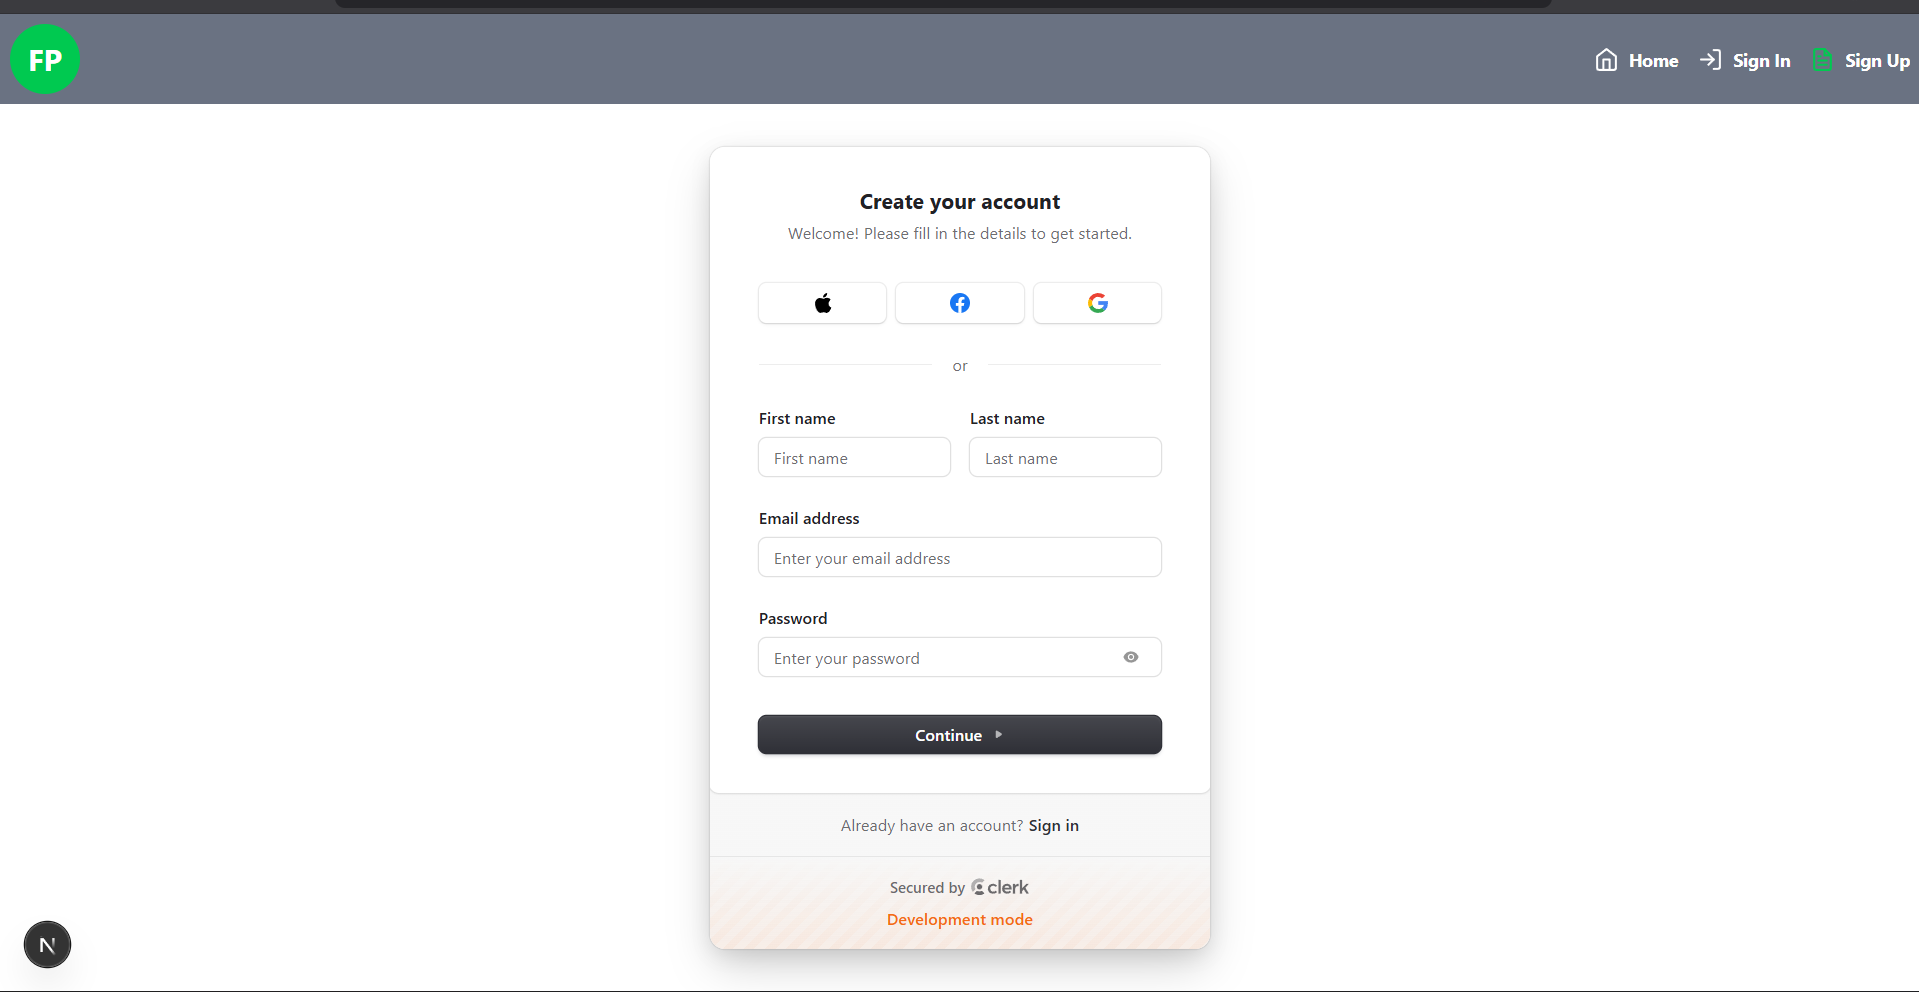 FP
Home
Sign In
Sign Up
Create your account
Welcome! Please fill in the details to get started.
or
First name
Last name
First name
Last name
Email address
Enter your email address
Password
Enter your password
Continue
Already have an account? Sign in
Secured by clerk
Development mode
N